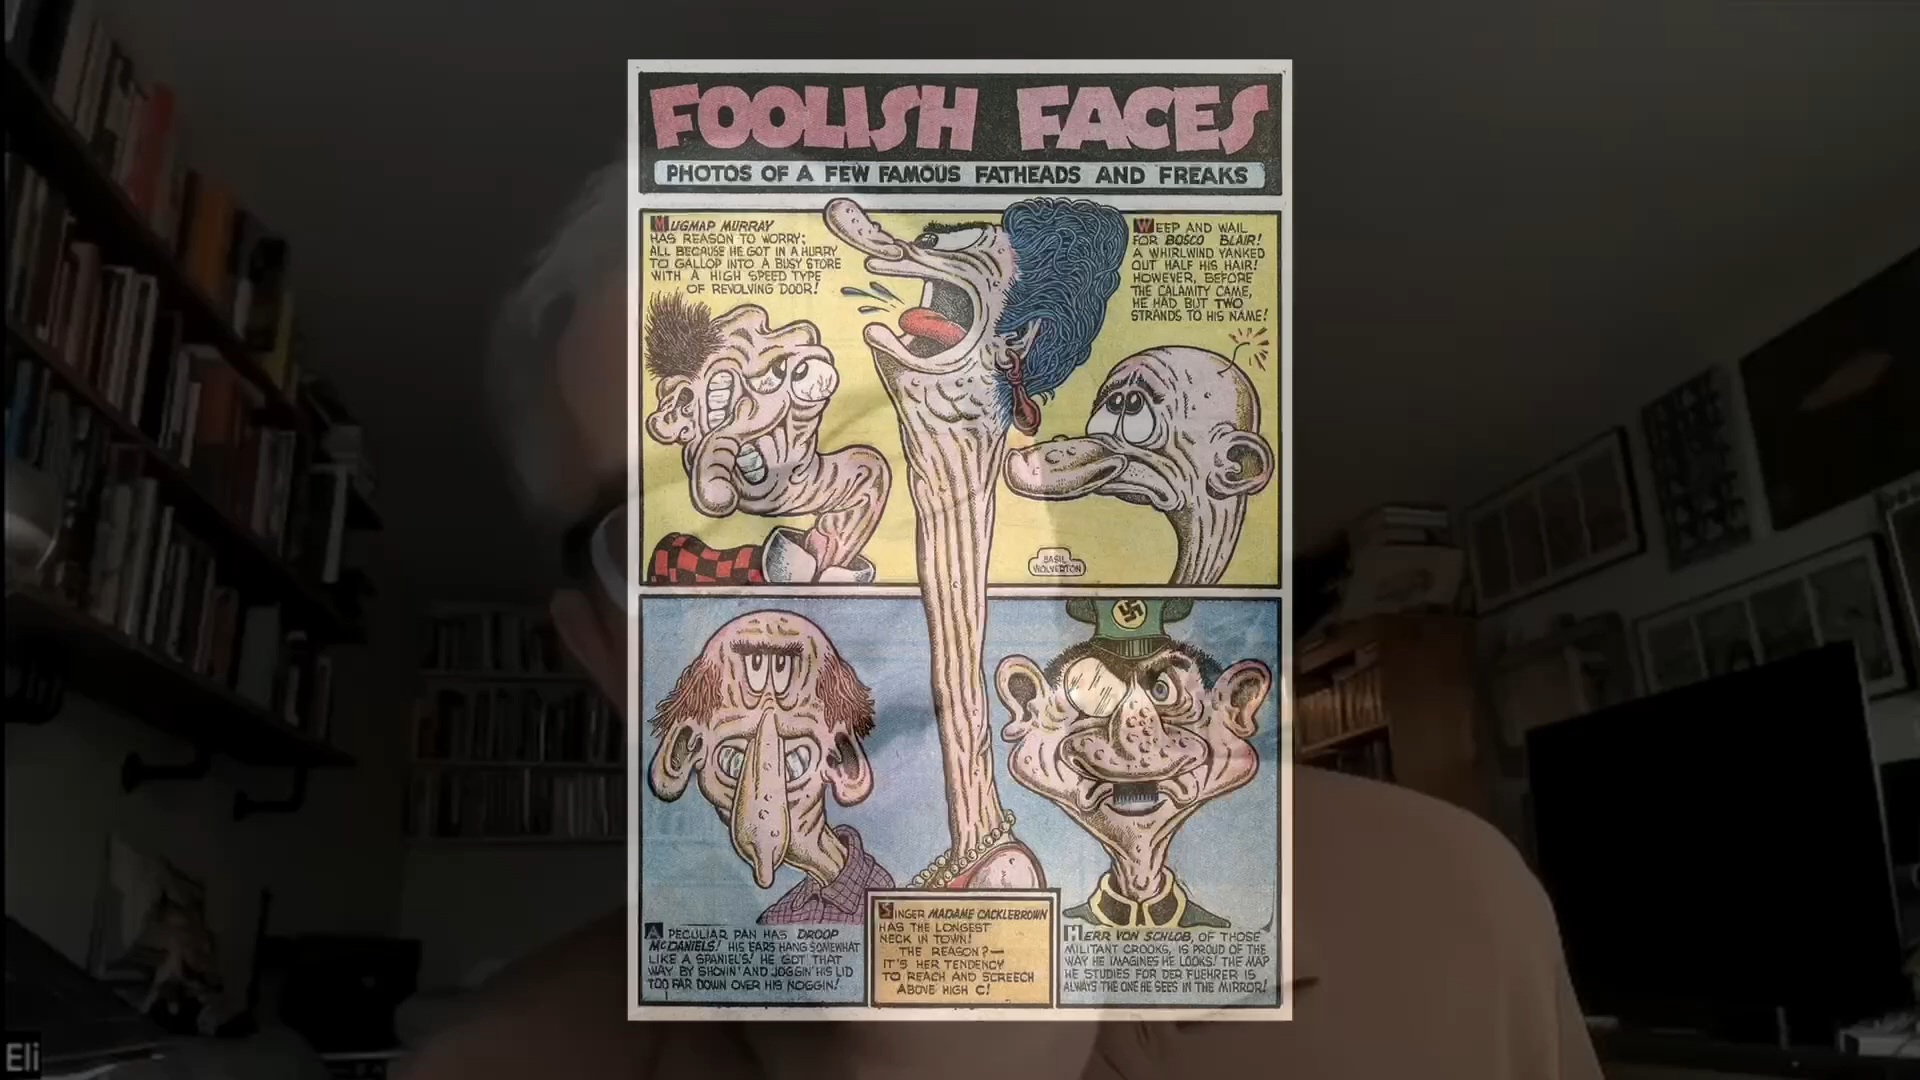 FOOLISH FACES
PHOTOS OF A FEW FAMOUS FATHEADS AND FREAKS
MUGMAP MURRAY
HAS REASON TO WORRY;
ALL BECAUSE HE GOT IN A HURRY
TO GALLOP INTO A BUSY STORE
WITH A HIGH SPEED TYPE
OF REVOLVING DOOR!
WEEP AND WAIL
FOR BOSCO BLAIR!
A WHIRLWIND YANKED
OUT HALF HIS HAIR!
HOWEVER, BEFORE
THE CALAMITY CAME,
HE HAD BUT TWO
STRANDS TO HIS NAME!
BASIL
WOLVERTON
A PECULIAR PAN HAS DROOP
McDANIELS! HIS EARS HANG SOMEWHAT
LIKE A SPANIEL'S! HE GOT THAT
WAY BY SHOVIN' AND JOGGIN' HIS LID
TOO FAR DOWN OVER HIS NOGGIN!
SINGER MADAME CACKLEBROWN
HAS THE LONGEST
NECK IN TOWN!
THE REASON?—
IT'S HER TENDENCY
TO REACH AND SCREECH
ABOVE HIGH C!
HERR VON SCHLOB, OF THOSE
MILITANT CROOKS, IS PROUD OF THE
WAY HE IMAGINES HE LOOKS! THE MAP
HE STUDIES FOR DER FUEHRER IS
ALWAYS THE ONE HE SEES IN THE MIRROR!
Eli